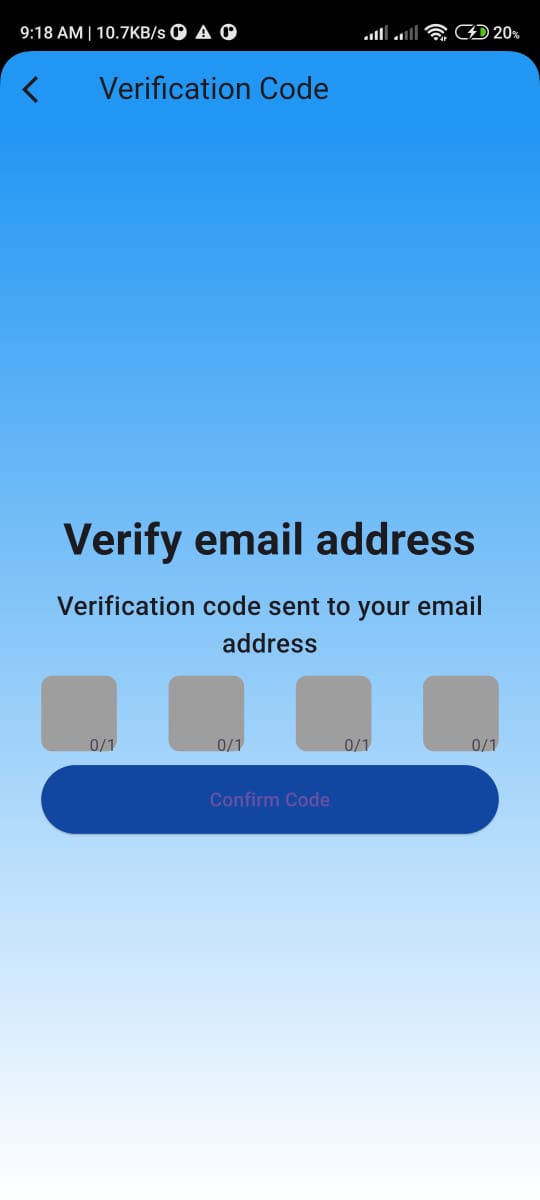 9:18 AM | 10.7KB/s 20%
Verification Code
Verify email address
Verification code sent to your email
address
0/1 0/1 0/1 0/1
Confirm Code